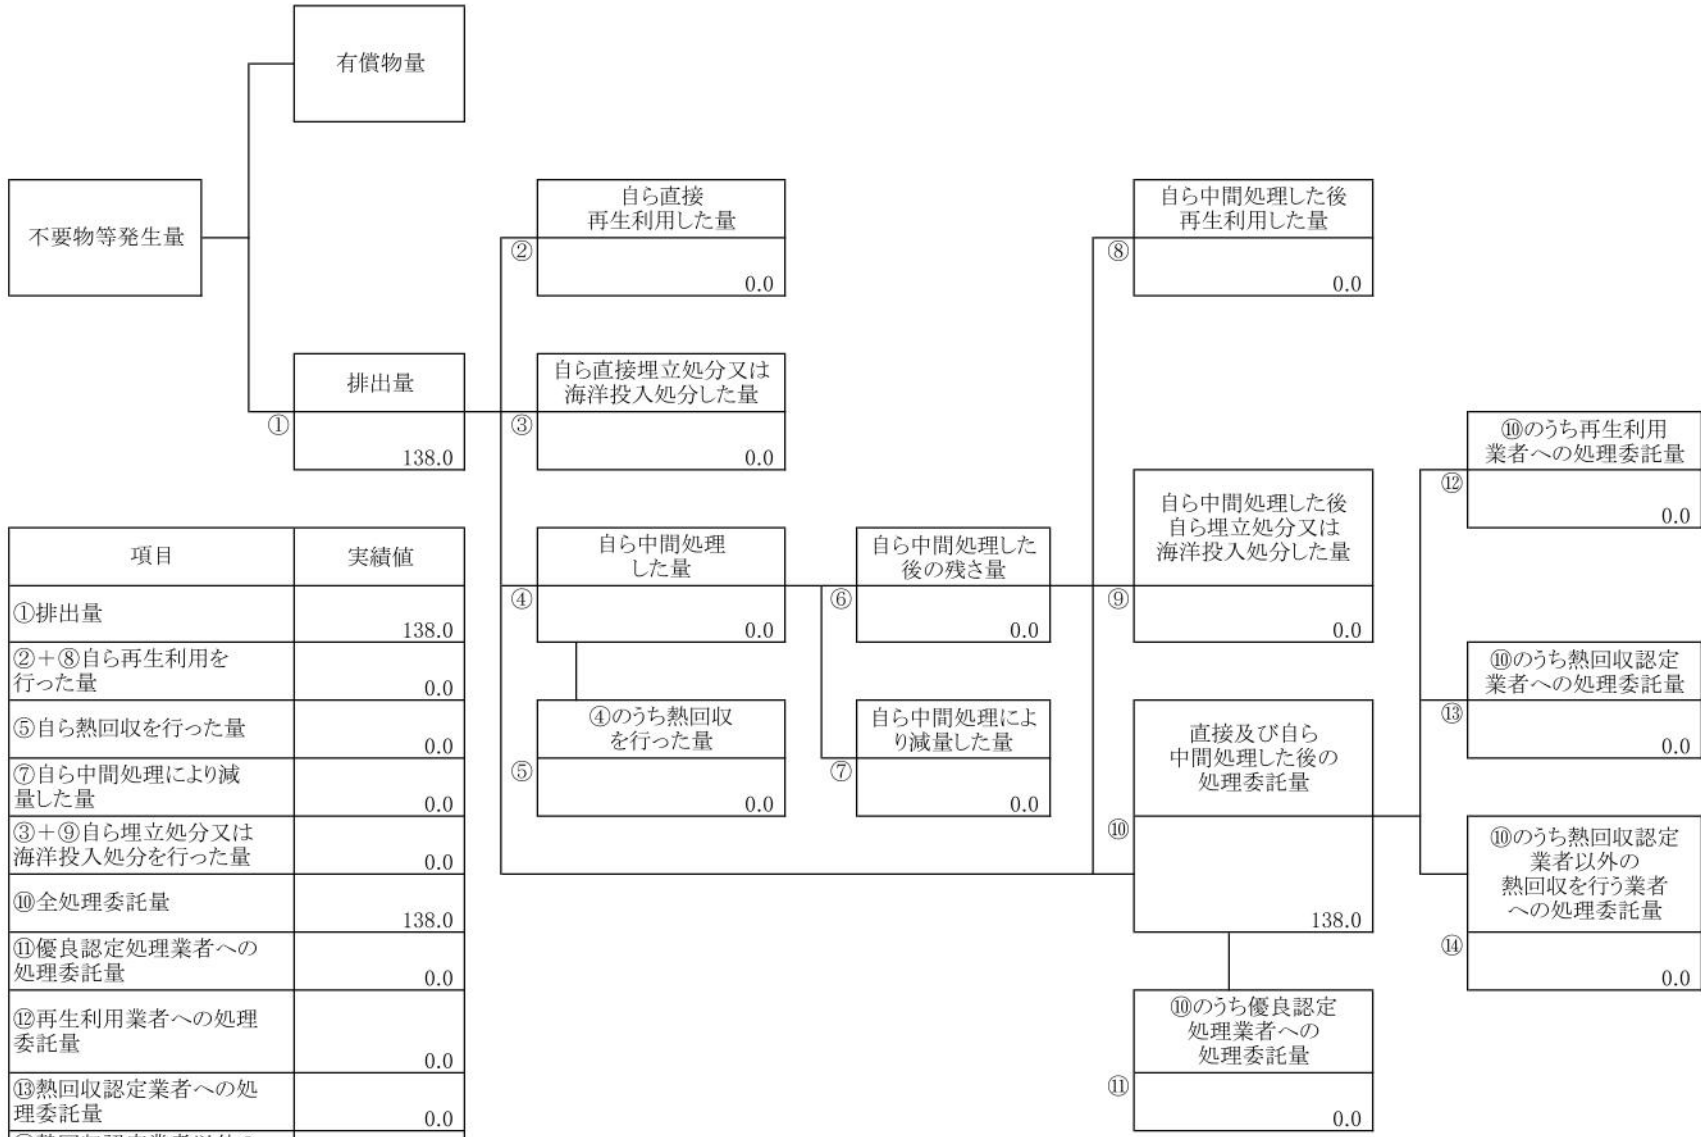 有償物量
不要物等発生量
自ら直接
再生利用した量
②
0.0
自ら中間処理した後
再生利用した量
⑧
0.0
排出量
①
138.0
自ら直接埋立処分又は
海洋投入処分した量
③
0.0
⑩のうち再生利用
業者への処理委託量
⑫
0.0
自ら中間処理した後
自ら埋立処分又は
海洋投入処分した量
⑨
0.0
自ら中間処理
した量
④
0.0
自ら中間処理した
後の残さ量
⑥
0.0
⑩のうち熱回収認定
業者への処理委託量
⑬
0.0
④のうち熱回収
を行った量
⑤
0.0
自ら中間処理によ
り減量した量
⑦
0.0
直接及び自ら
中間処理した後の
処理委託量
⑩
138.0
⑩のうち熱回収認定
業者以外の
熱回収を行う業者
への処理委託量
⑭
0.0
⑩のうち優良認定
処理業者への
処理委託量
⑪
0.0
項目
実績値
①排出量
138.0
②+⑧自ら再生利用を
行った量
0.0
⑤自ら熱回収を行った量
0.0
⑦自ら中間処理により減
量した量
0.0
③+⑨自ら埋立処分又は
海洋投入処分を行った量
0.0
⑩全処理委託量
138.0
⑪優良認定処理業者への
処理委託量
0.0
⑫再生利用業者への処理
委託量
0.0
⑬熱回収認定業者への処
理委託量
0.0